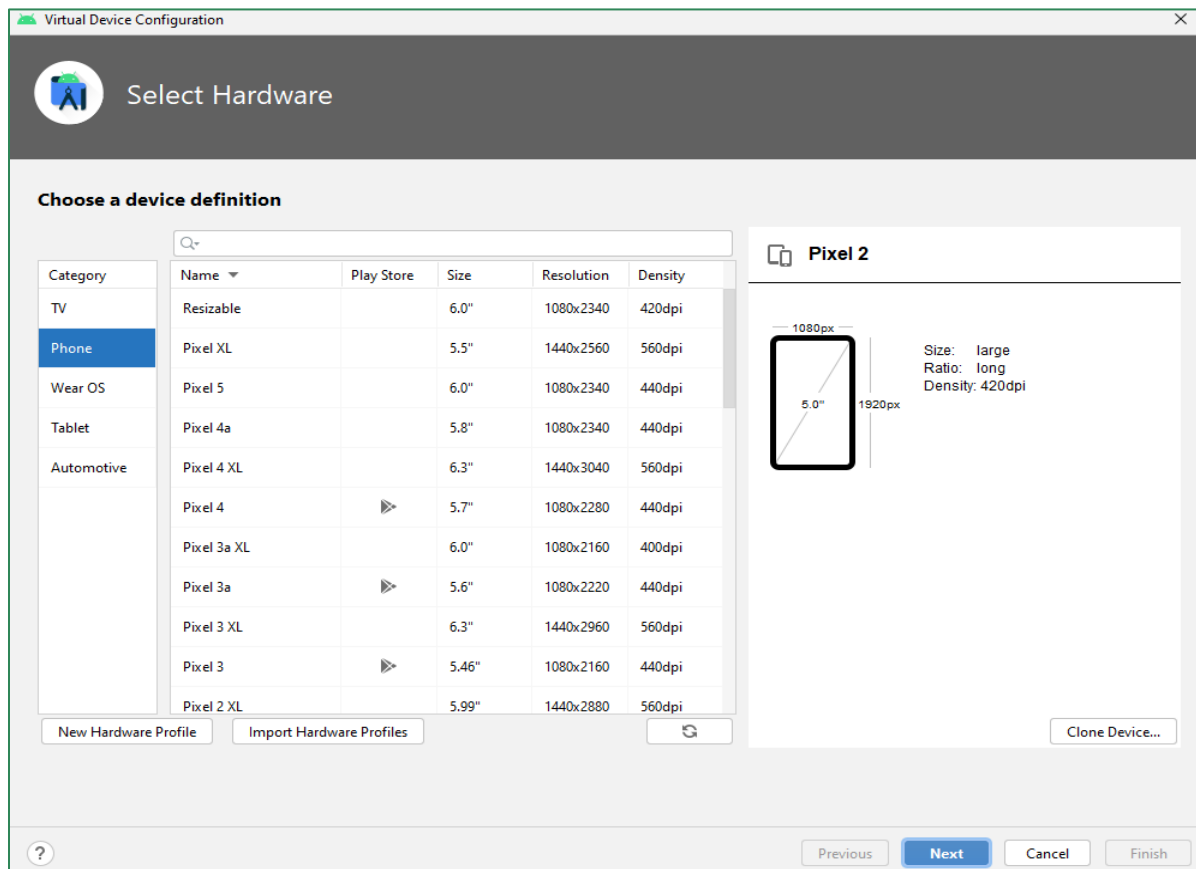 Virtual Device Configuration
Select Hardware
Choose a device definition
Category
TV
Phone
Wear OS
Tablet
Automotive
Name Play Store Size Resolution Density
Resizable 6.0" 1080x2340 420dpi
Pixel XL 5.5" 1440x2560 560dpi
Pixel 5 6.0" 1080x2340 440dpi
Pixel 4a 5.8" 1080x2340 440dpi
Pixel 4 XL 6.3" 1440x3040 560dpi
Pixel 4 5.7" 1080x2280 440dpi
Pixel 3a XL 6.0" 1080x2160 400dpi
Pixel 3a 5.6" 1080x2220 440dpi
Pixel 3 XL 6.3" 1440x2960 560dpi
Pixel 3 5.46" 1080x2160 440dpi
Pixel 2 XL 5.99" 1440x2880 560dpi
New Hardware Profile Import Hardware Profiles
Pixel 2
1080px
5.0" 1920px
Size: large
Ratio: long
Density: 420dpi
Clone Device...
? Previous Next Cancel Finish